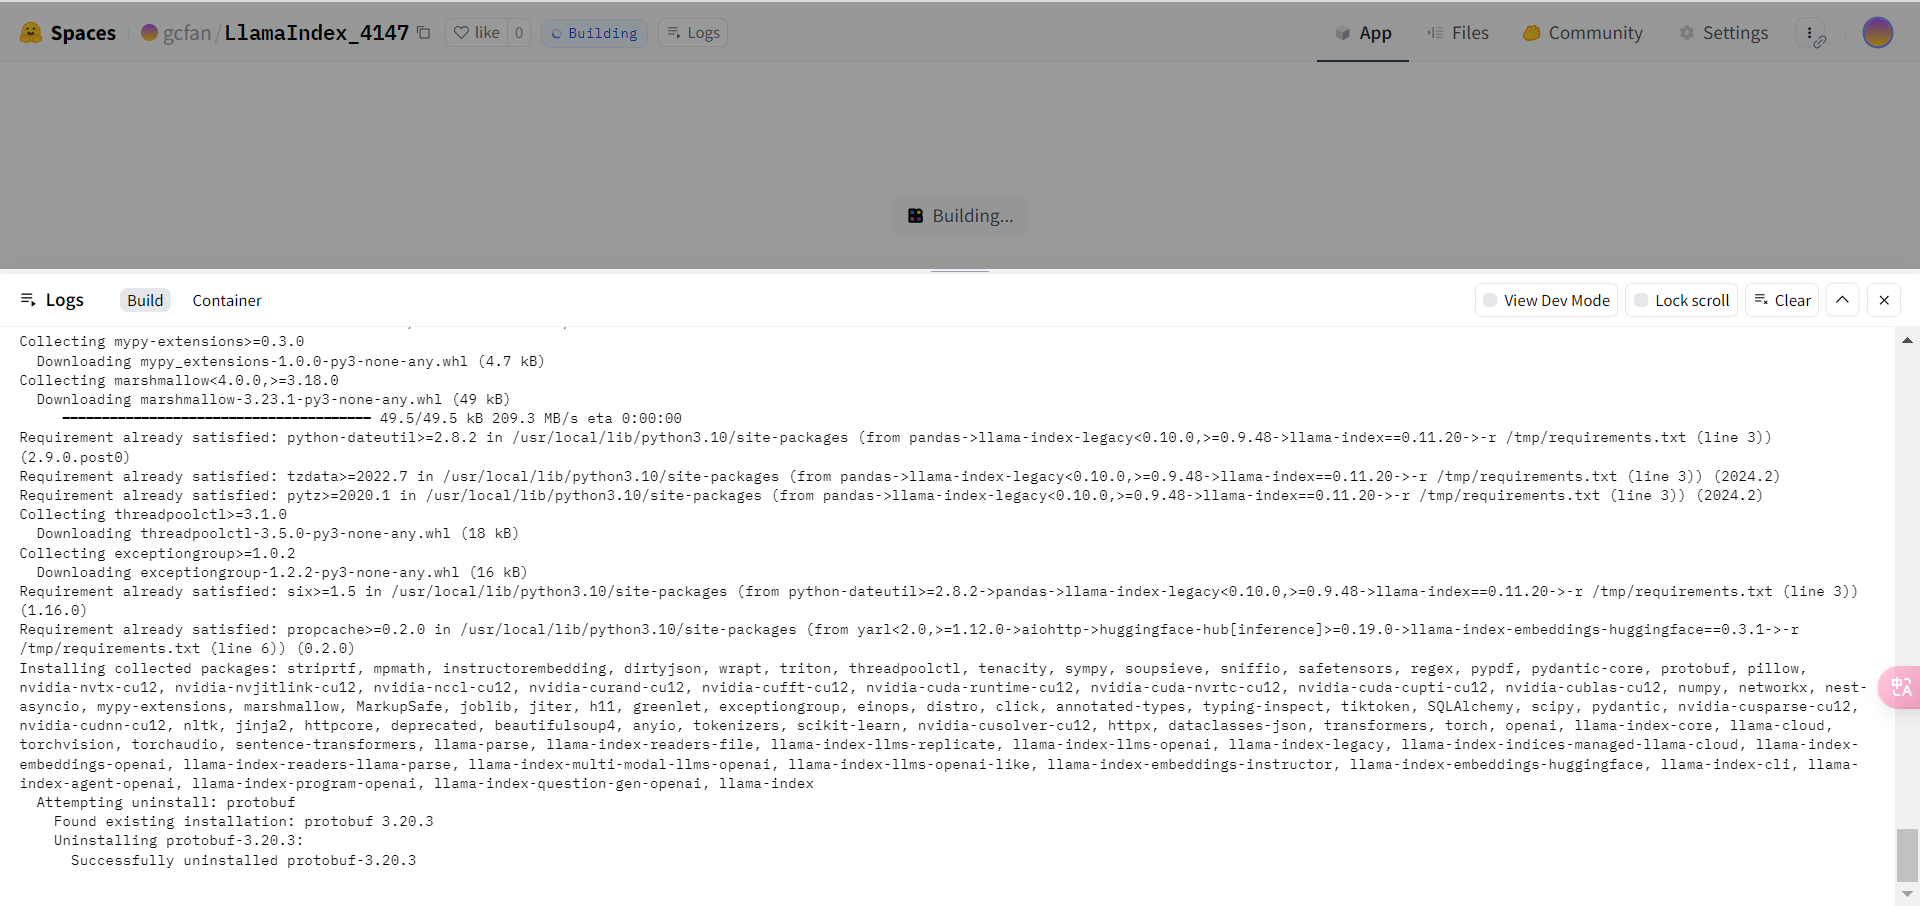 Spaces gcfan/LlamaIndex_4147 like 0 Building Logs App Files Community Settings
Building...
Logs Build Container View Dev Mode Lock scroll Clear
Collecting mypy-extensions>=0.3.0
Downloading mypy_extensions-1.0.0-py3-none-any.whl (4.7 kB)
Collecting marshmallow<4.0.0,>=3.18.0
Downloading marshmallow-3.23.1-py3-none-any.whl (49 kB)
━━━━━━━━━━━━━━━━━━━━━━━━━━━━━━━━━━━━━━━━ 49.5/49.5 kB 209.3 MB/s eta 0:00:00
Requirement already satisfied: python-dateutil>=2.8.2 in /usr/local/lib/python3.10/site-packages (from pandas->llama-index-legacy<0.10.0,>=0.9.48->llama-index==0.11.20->-r /tmp/requirements.txt (line 3))
(2.9.0.post0)
Requirement already satisfied: tzdata>=2022.7 in /usr/local/lib/python3.10/site-packages (from pandas->llama-index-legacy<0.10.0,>=0.9.48->llama-index==0.11.20->-r /tmp/requirements.txt (line 3)) (2024.2)
Requirement already satisfied: pytz>=2020.1 in /usr/local/lib/python3.10/site-packages (from pandas->llama-index-legacy<0.10.0,>=0.9.48->llama-index==0.11.20->-r /tmp/requirements.txt (line 3)) (2024.2)
Collecting threadpoolctl>=3.1.0
Downloading threadpoolctl-3.5.0-py3-none-any.whl (18 kB)
Collecting exceptiongroup>=1.0.2
Downloading exceptiongroup-1.2.2-py3-none-any.whl (16 kB)
Requirement already satisfied: six>=1.5 in /usr/local/lib/python3.10/site-packages (from python-dateutil>=2.8.2->pandas->llama-index-legacy<0.10.0,>=0.9.48->llama-index==0.11.20->-r /tmp/requirements.txt (line 3))
(1.16.0)
Requirement already satisfied: propcache>=0.2.0 in /usr/local/lib/python3.10/site-packages (from yarl<2.0,>=1.12.0->aiohttp->huggingface-hub[inference]>=0.19.0->llama-index-embeddings-huggingface==0.3.1->-r
/tmp/requirements.txt (line 6)) (0.2.0)
Installing collected packages: striprtf, mpmath, instructorembedding, dirtyjson, wrapt, triton, threadpoolctl, tenacity, sympy, soupsieve, sniffio, safetensors, regex, pypdf, pydantic-core, protobuf, pillow,
nvidia-nvtx-cu12, nvidia-nvjitlink-cu12, nvidia-nccl-cu12, nvidia-curand-cu12, nvidia-cufft-cu12, nvidia-cuda-runtime-cu12, nvidia-cuda-nvrtc-cu12, nvidia-cuda-cupti-cu12, nvidia-cublas-cu12, numpy, networkx, nest-
asyncio, mypy-extensions, marshmallow, MarkupSafe, joblib, jiter, h11, greenlet, exceptiongroup, einops, distro, click, annotated-types, typing-inspect, tiktoken, SQLAlchemy, scipy, pydantic, nvidia-cusparse-cu12,
nvidia-cudnn-cu12, nltk, jinja2, httpcore, deprecated, beautifulsoup4, anyio, tokenizers, scikit-learn, nvidia-cusolver-cu12, httpx, dataclasses-json, transformers, torch, openai, llama-index-core, llama-cloud,
torchvision, torchaudio, sentence-transformers, llama-parse, llama-index-readers-file, llama-index-llms-replicate, llama-index-llms-openai, llama-index-legacy, llama-index-indices-managed-llama-cloud, llama-index-
embeddings-openai, llama-index-readers-llama-parse, llama-index-multi-modal-llms-openai, llama-index-llms-openai-like, llama-index-embeddings-instructor, llama-index-embeddings-huggingface, llama-index-cli, llama-
index-agent-openai, llama-index-program-openai, llama-index-question-gen-openai, llama-index
Attempting uninstall: protobuf
Found existing installation: protobuf 3.20.3
Uninstalling protobuf-3.20.3:
Successfully uninstalled protobuf-3.20.3